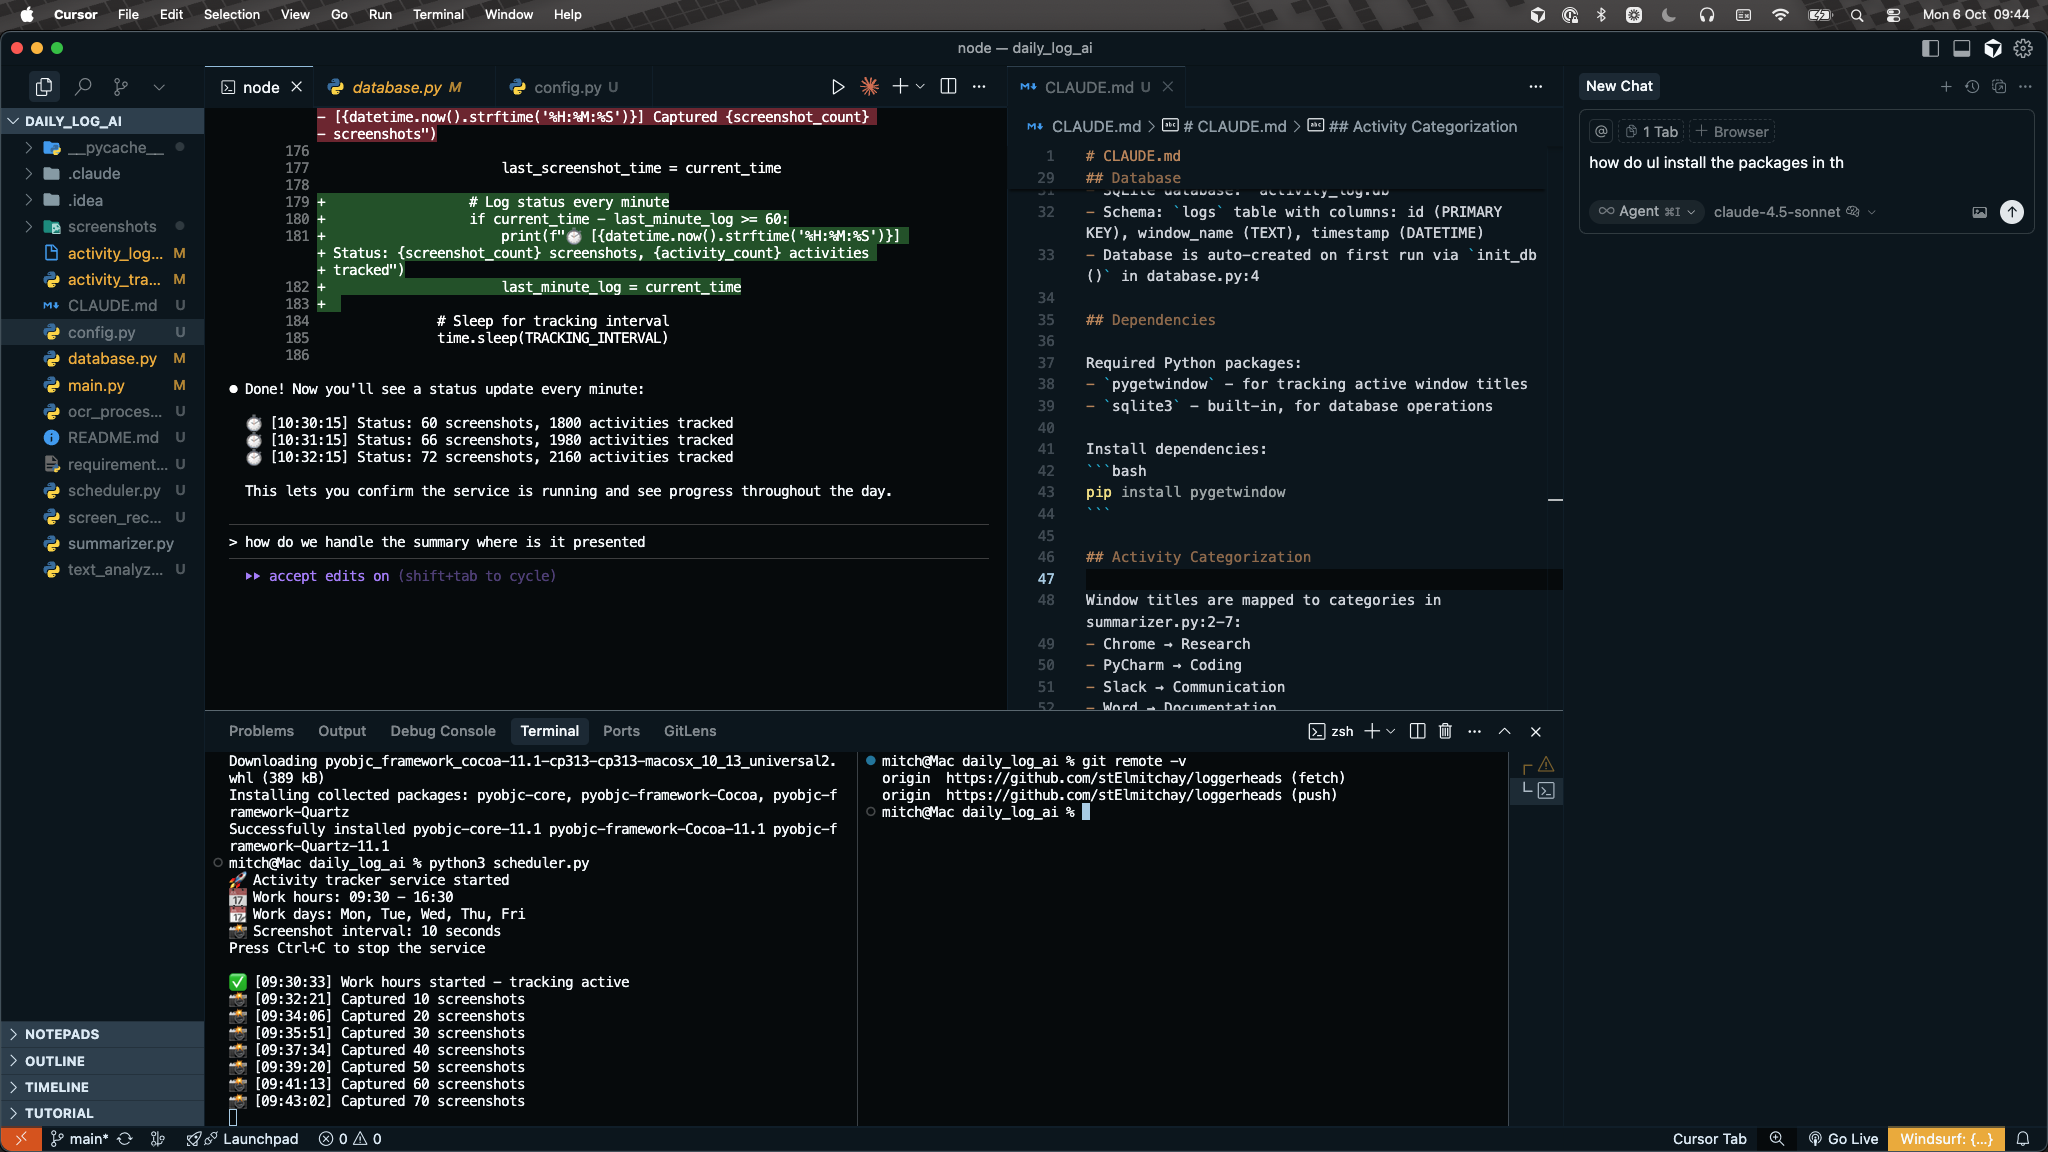 Cursor File Edit Selection View Go Run Terminal Window Help
Mon 6 Oct 09:44
node — daily_log_ai
node
database.py M
config.py U
CLAUDE.md U
New Chat
DAILY_LOG_AI
__pycache__
.claude
.idea
screenshots
activity_log... M
activity_tra... M
CLAUDE.md U
config.py U
database.py M
main.py M
ocr_proces... U
README.md U
requirement... U
scheduler.py U
screen_rec... U
summarizer.py U
text_analyz... U
NOTEPADS
OUTLINE
TIMELINE
TUTORIAL
- [{datetime.now().strftime('%H:%M:%S')}] Captured {screenshot_count}
- screenshots")
176
177 last_screenshot_time = current_time
178
179 + # Log status every minute
180 + if current_time - last_minute_log >= 60:
181 + print(f"⏱️ [{datetime.now().strftime('%H:%M:%S')}]
+ Status: {screenshot_count} screenshots, {activity_count} activities
+ tracked")
182 + last_minute_log = current_time
183 +
184 # Sleep for tracking interval
185 time.sleep(TRACKING_INTERVAL)
186
● Done! Now you'll see a status update every minute:
⏱️ [10:30:15] Status: 60 screenshots, 1800 activities tracked
⏱️ [10:31:15] Status: 66 screenshots, 1980 activities tracked
⏱️ [10:32:15] Status: 72 screenshots, 2160 activities tracked
This lets you confirm the service is running and see progress throughout the day.
> how do we handle the summary where is it presented
⏵⏵ accept edits on (shift+tab to cycle)
CLAUDE.md > # CLAUDE.md > ## Activity Categorization
1 # CLAUDE.md
29 ## Database
31 - SQLite database: `activity_log.db`
32 - Schema: `logs` table with columns: id (PRIMARY
KEY), window_name (TEXT), timestamp (DATETIME)
33 - Database is auto-created on first run via `init_db
()` in database.py:4
34
35 ## Dependencies
36
37 Required Python packages:
38 - `pygetwindow` - for tracking active window titles
39 - `sqlite3` - built-in, for database operations
40
41 Install dependencies:
42 ```bash
43 pip install pygetwindow
44 ```
45
46 ## Activity Categorization
47
48 Window titles are mapped to categories in
summarizer.py:2-7:
49 - Chrome → Research
50 - PyCharm → Coding
51 - Slack → Communication
52 - Word → Documentation
@ 1 Tab + Browser
how do uI install the packages in th
∞ Agent ⌘I claude-4.5-sonnet
Problems Output Debug Console Terminal Ports GitLens
zsh
Downloading pyobjc_framework_cocoa-11.1-cp313-cp313-macosx_10_13_universal2.
whl (389 kB)
Installing collected packages: pyobjc-core, pyobjc-framework-Cocoa, pyobjc-f
ramework-Quartz
Successfully installed pyobjc-core-11.1 pyobjc-framework-Cocoa-11.1 pyobjc-f
ramework-Quartz-11.1
mitch@Mac daily_log_ai % python3 scheduler.py
🚀 Activity tracker service started
📅 Work hours: 09:30 - 16:30
📆 Work days: Mon, Tue, Wed, Thu, Fri
📸 Screenshot interval: 10 seconds
Press Ctrl+C to stop the service
✅ [09:30:33] Work hours started - tracking active
📸 [09:32:21] Captured 10 screenshots
📸 [09:34:06] Captured 20 screenshots
📸 [09:35:51] Captured 30 screenshots
📸 [09:37:34] Captured 40 screenshots
📸 [09:39:20] Captured 50 screenshots
📸 [09:41:13] Captured 60 screenshots
📸 [09:43:02] Captured 70 screenshots
mitch@Mac daily_log_ai % git remote -v
origin https://github.com/stElmitchay/loggerheads (fetch)
origin https://github.com/stElmitchay/loggerheads (push)
mitch@Mac daily_log_ai %
main* Launchpad 0 0
Cursor Tab Go Live Windsurf: {...}